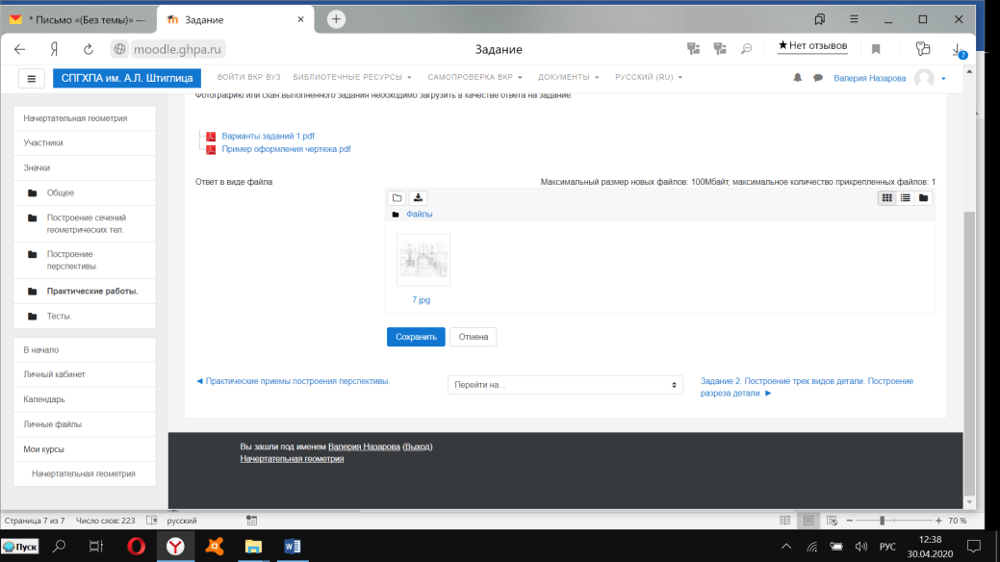 * Письмо «(Без темы)» —
Задание
moodle.ghpa.ru
Задание
★ Нет отзывов
7
СПГХПА им. А.Л. Штиглица
ВОЙТИ ВКР ВУЗ
БИБЛИОТЕЧНЫЕ РЕСУРСЫ
САМОПРОВЕРКА ВКР
ДОКУМЕНТЫ
РУССКИЙ (RU)
Валерия Назарова
Фотографию или скан выполненного задания необходимо загрузить в качестве ответа на задание.
Начертательная геометрия
Участники
Значки
Общее
Построение сечений
геометрических тел.
Построение
перспективы.
Практические работы.
Тесты.
В начало
Личный кабинет
Календарь
Личные файлы
Мои курсы
Начертательная геометрия
Варианты заданий 1.pdf
Пример оформления чертежа.pdf
Ответ в виде файла
Максимальный размер новых файлов: 100Мбайт, максимальное количество прикрепленных файлов: 1
Файлы
7.jpg
Сохранить
Отмена
◄ Практические приемы построения перспективы.
Перейти на...
Задание 2. Построение трех видов детали. Построение
разреза детали ►
Вы зашли под именем Валерия Назарова (Выход)
Начертательная геометрия
Страница 7 из 7
Число слов: 223
русский
70 %
Пуск
РУС
12:38
30.04.2020